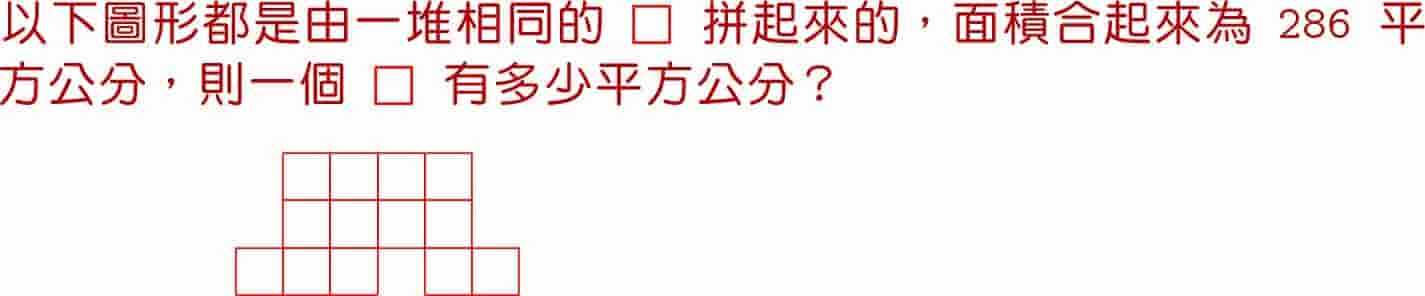 以下圖形都是由一堆相同的 □ 拼起來的，面積合起來為 286 平
方公分，則一個 □ 有多少平方公分？